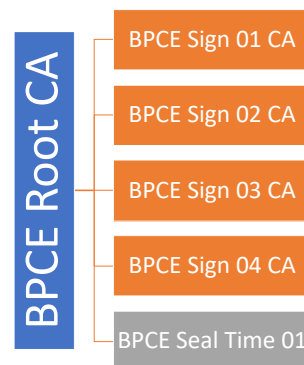 BPCE Root CA
BPCE Sign 01 CA
BPCE Sign 02 CA
BPCE Sign 03 CA
BPCE Sign 04 CA
BPCE Seal Time 01